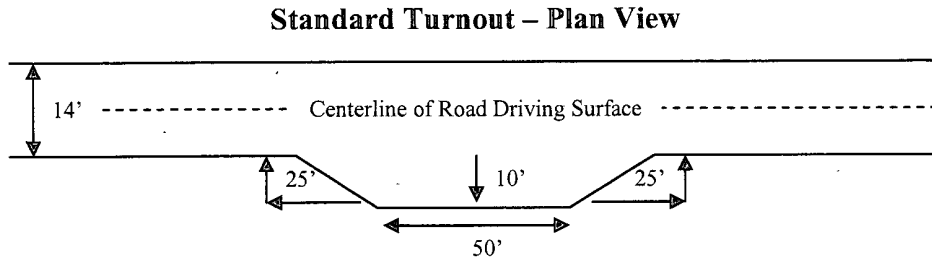 Standard Turnout – Plan View
14’
Centerline of Road Driving Surface
25’
10’
25’
50’